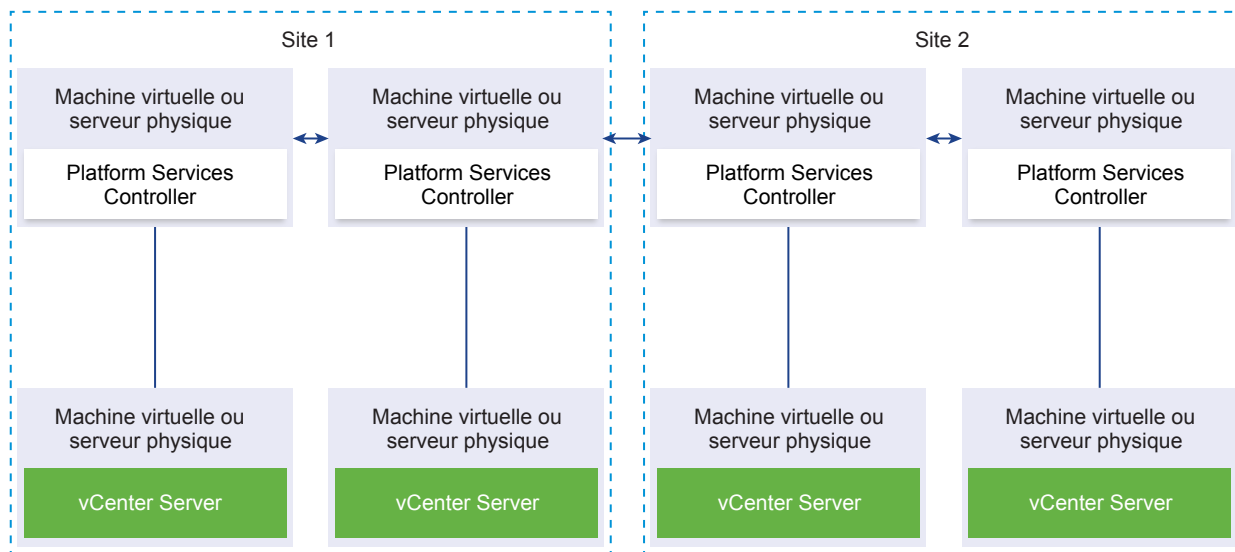 Site 1
Machine virtuelle ou
serveur physique
Platform Services
Controller
Machine virtuelle ou
serveur physique
Platform Services
Controller
Machine virtuelle ou
serveur physique
vCenter Server
Machine virtuelle ou
serveur physique
vCenter Server
Site 2
Machine virtuelle ou
serveur physique
Platform Services
Controller
Machine virtuelle ou
serveur physique
Platform Services
Controller
Machine virtuelle ou
serveur physique
vCenter Server
Machine virtuelle ou
serveur physique
vCenter Server